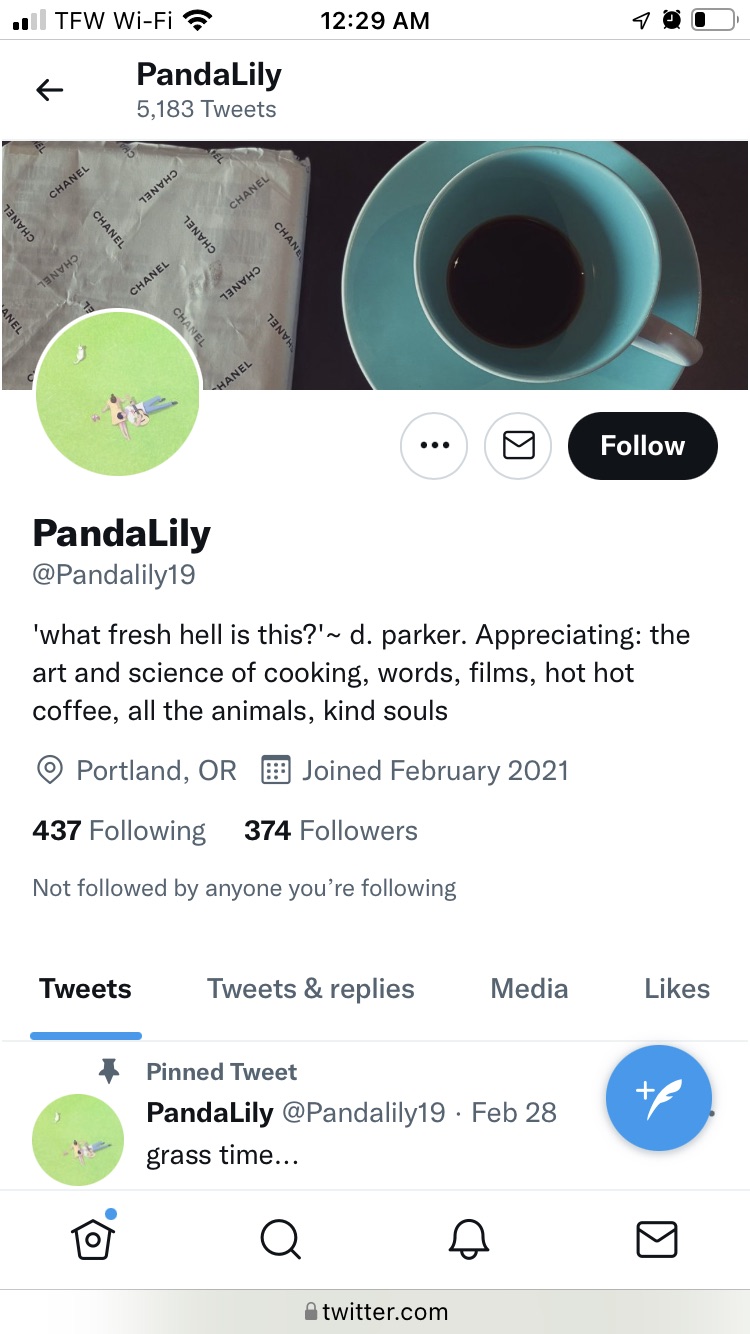 TFW Wi-Fi 12:29 AM
PandaLily
5,183 Tweets
CHANEL CHANEL CHANEL
CHANEL CHANEL CHANEL CHANEL
CHANEL CHANEL CHANEL
CHANEL CHANEL
CHANEL
Follow
PandaLily
@Pandalily19
'what fresh hell is this?'~ d. parker. Appreciating: the
art and science of cooking, words, films, hot hot
coffee, all the animals, kind souls
Portland, OR Joined February 2021
437 Following 374 Followers
Not followed by anyone you’re following
Tweets Tweets & replies Media Likes
Pinned Tweet
PandaLily @Pandalily19 · Feb 28
grass time...
twitter.com